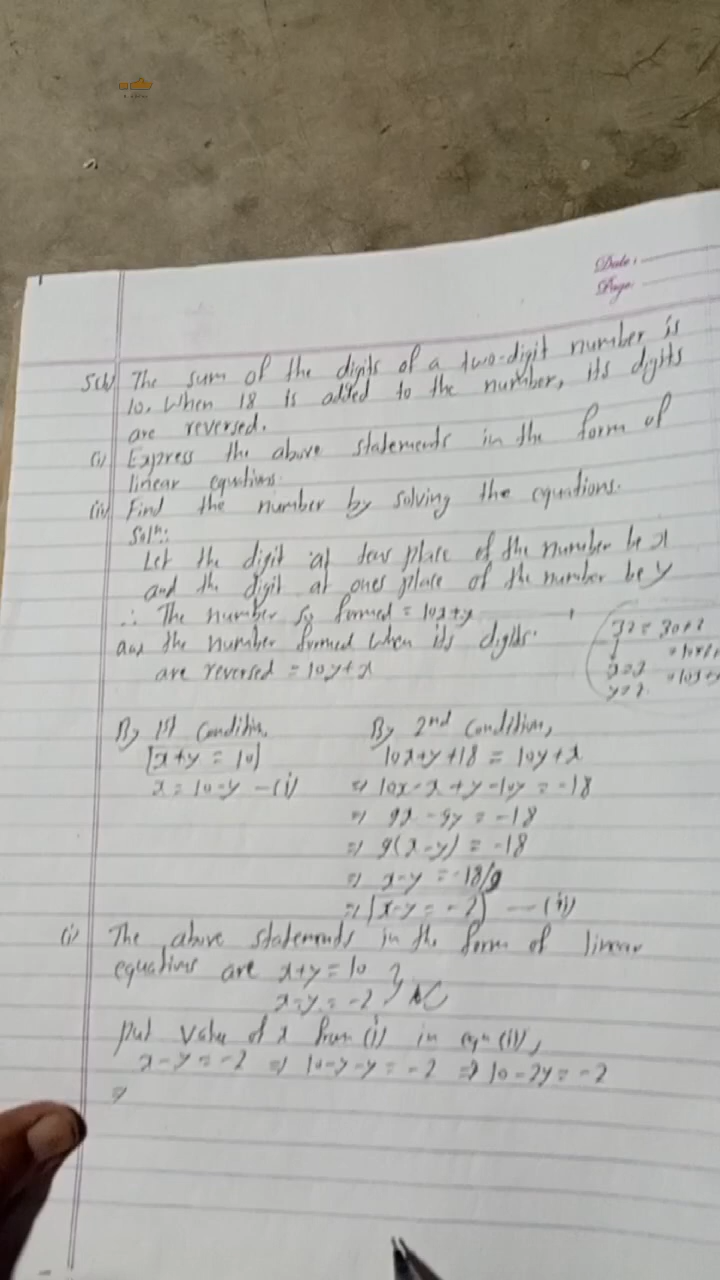 Date:
Page:
5(b) The sum of the digits of a two-digit number is
10. When 18 is added to the number, its digits
are reversed.
(i) Express the above statements in the form of
linear equations.
(ii) Find the number by solving the equations.
Solⁿ:
Let the digit at tens place of the number be x
and the digit at ones place of the number be y
∴ The number so formed = 10x+y
and the number formed when its digits
are reversed = 10y+x
32 = 30+2
x=3
y=2
By 1st Condition,
x+y = 10
x = 10-y - (i)
By 2nd Condition,
10x+y+18 = 10y+x
⇒ 10x-x+y-10y = -18
⇒ 9x-9y = -18
⇒ 9(x-y) = -18
⇒ x-y = -18/9
⇒ x-y = -2 - (ii)
(i) The above statements in the form of linear
equations are x+y=10
x-y=-2
put value of x from (i) in eqn (ii),
x-y=-2 ⇒ 10-y-y=-2 ⇒ 10-2y=-2
⇒